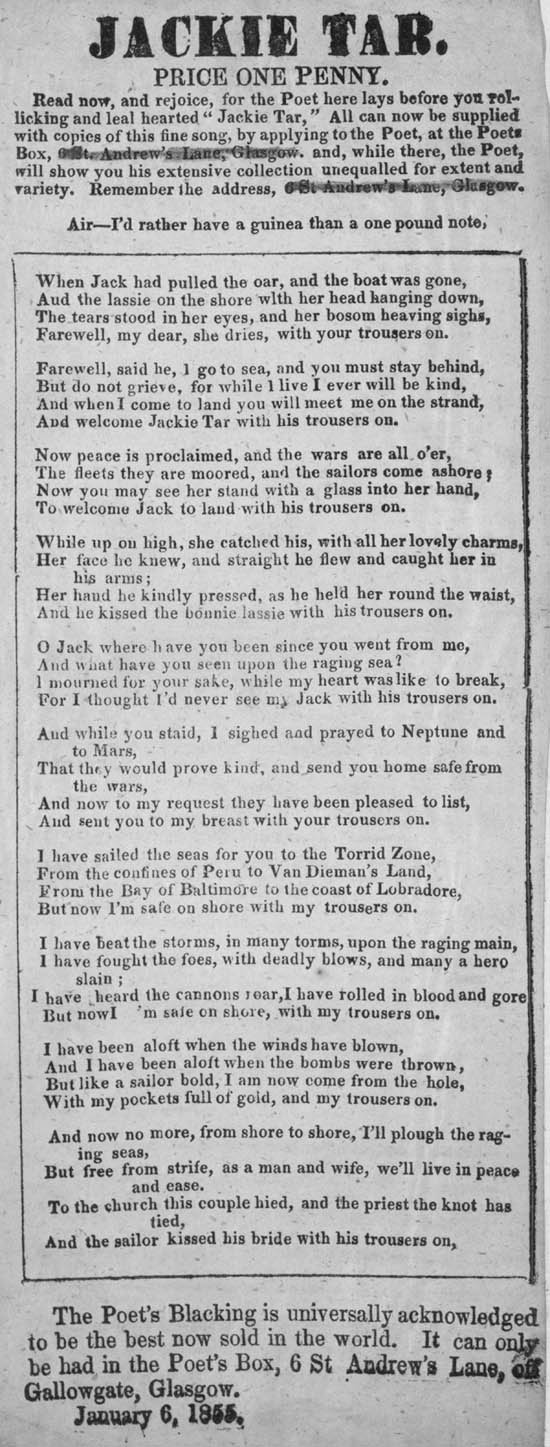 JACKIE TAR.
PRICE ONE PENNY.
Read now, and rejoice, for the Poet here lays before you rol-
licking and leal hearted “ Jackie Tar,” All can now be supplied
with copies of this fine song, by applying to the Poet, at the Poets
Box, 6 St. Andrew's Lane, Glasgow. and, while there, the Poet,
will show you his extensive collection unequalled for extent and
variety. Remember the address, 6 St Andrew's Lane, Glasgow.
Air—I'd rather have a guinea than a one pound note,
When Jack had pulled the oar, and the boat was gone,
Aud the lassie on the shore wlth her head hanging down,
The tears stood in her eyes, and her bosom heaving sighs,
Farewell, my dear, she dries, with your trousers on.
Farewell, said he, 1 go to sea, and you must stay behind,
But do not grieve, for while 1 live I ever will be kind,
And when I come to land you will meet me on the strand,
And welcome Jackie Tar with his trousers on.
Now peace is proclaimed, and the wars are all o'er,
The fleets they are moored, and the sailors come ashore;
Now you may see her stand with a glass into her hand,
To welcome Jack to land with his trousers on.
While up on high, she catched his, with all her lovely charms,
Her face he knew, and straight he flew and caught her in
his arms;
Her hand he kindly pressed, as he held her round the waist,
And he kissed the bonnie lassie with his trousers on.
O Jack where have you been since you went from me,
And what have you seen upon the raging sea?
1 mourned for your sake, while my heart was like to break,
For I thought I'd never see my Jack with his trousers on.
And while you staid, 1 sighed and prayed to Neptune and
to Mars,
That they would prove kind, and send you home safe from
the wars,
And now to my request they have been pleased to list,
And sent you to my breast with your trousers on.
I have sailed the seas for you to the Torrid Zone,
From the confines of Peru to Van Dieman's Land,
From the Bay of Baltimore to the coast of Lobradore,
But now I'm safe on shore with my trousers on.
I have beat the storms, in many torms, upon the raging main,
1 have fought the foes, with deadly blows, and many a hero
slain;
I have heard the cannons roar,I have rolled in blood and gore
But now I 'm safe on shore, with my trousers on.
I have been aloft when the winds have blown,
And I have been aloft when the bombs were thrown,
But like a sailor bold, I am now come from the hole,
With my pockets full of gold, and my trousers on.
And now no more, from shore to shore, I'll plough the rag-
ing seas,
But free from strife, as a man and wife, we'll live in peace
and ease.
To the church this couple hied, and the priest the knot has
tied,
And the sailor kissed his bride with his trousers on,
The Poet's Blacking is universally acknowledged
to be the best now sold in the world. It can only
be had in the Poet's Box, 6 St Andrew's Lane, off
Gallowgate, Glasgow.
January 6, 1855.